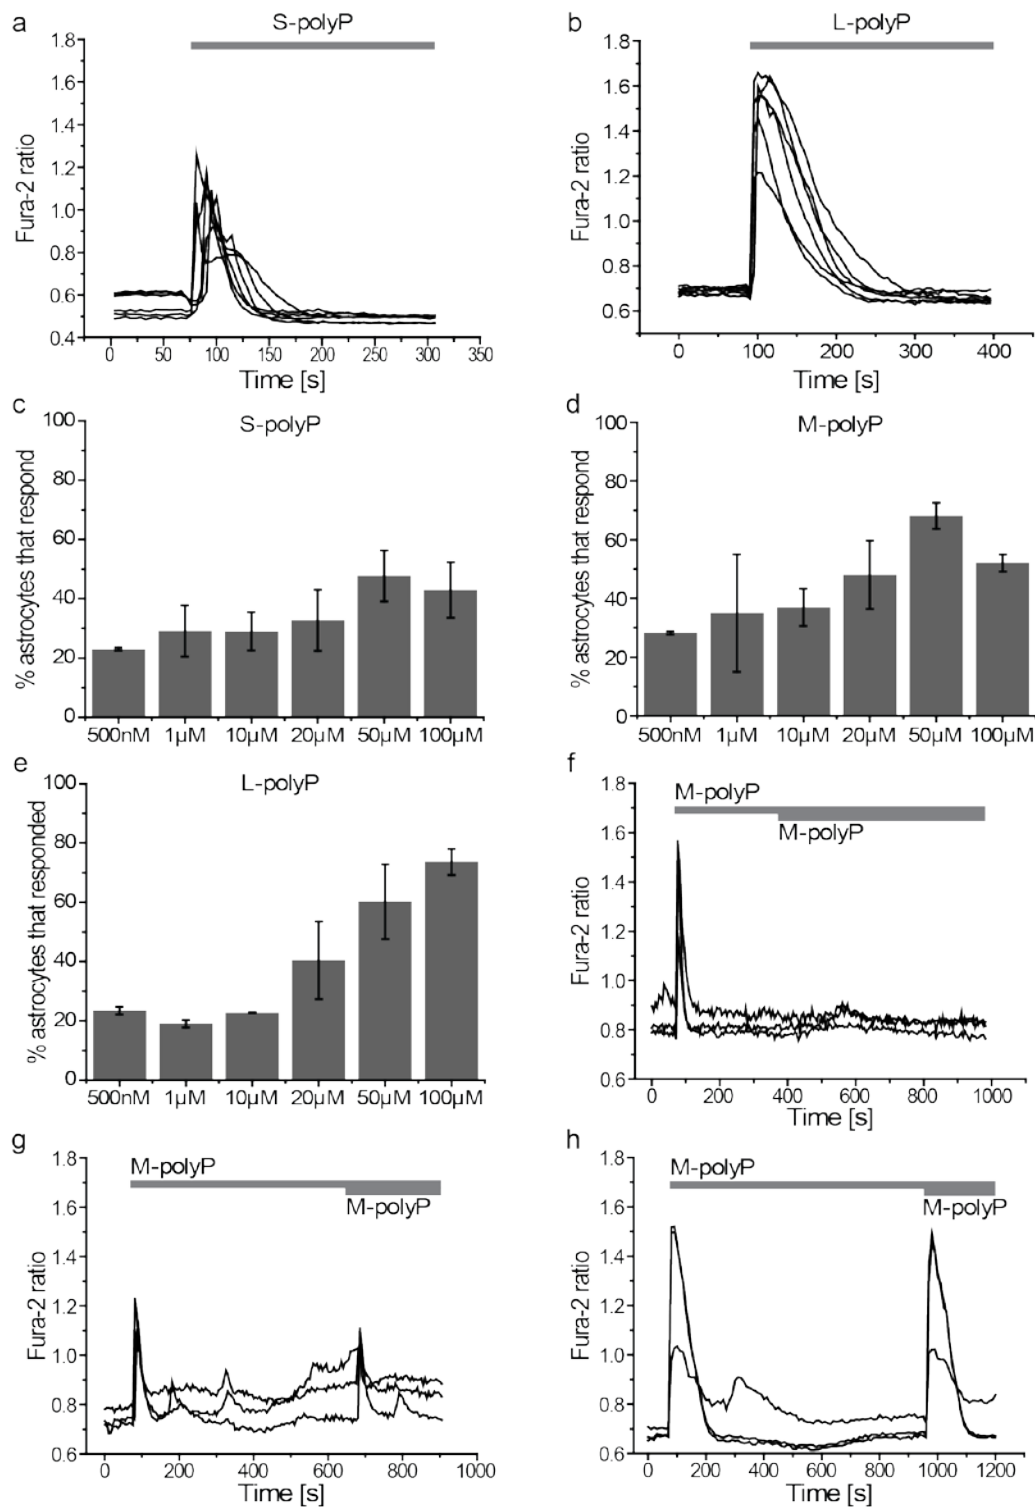 a
S-polyP
1.8
1.6
1.4
1.2
1.0
0.8
0.6
0.4
Fura-2 ratio
0 50 100 150 200 250 300 350
Time [s]
b
L-polyP
1.8
1.6
1.4
1.2
1.0
0.8
0.6
Fura-2 ratio
0 100 200 300 400
Time [s]
c
S-polyP
100
80
60
40
20
0
% astrocytes that respond
500nM 1µM 10µM 20µM 50µM 100µM
d
M-polyP
100
80
60
40
20
0
% astrocytes that respond
500nM 1µM 10µM 20µM 50µM 100µM
e
L-polyP
100
80
60
40
20
0
% astrocytes that responded
500nM 1µM 10µM 20µM 50µM 100µM
f
M-polyP
M-polyP
1.8
1.6
1.4
1.2
1.0
0.8
0.6
Fura-2 ratio
0 200 400 600 800 1000
Time [s]
g
M-polyP
M-polyP
1.8
1.6
1.4
1.2
1.0
0.8
0.6
Fura-2 ratio
0 200 400 600 800 1000
Time [s]
h
M-polyP
M-polyP
1.8
1.6
1.4
1.2
1.0
0.8
0.6
Fura-2 ratio
0 200 400 600 800 1000 1200
Time [s]